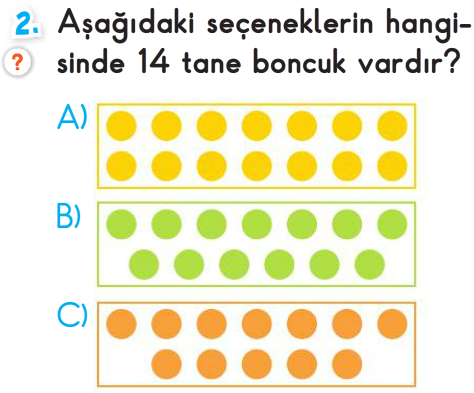 2. Aşağıdaki seçeneklerin hangi-
? sinde 14 tane boncuk vardır?
A)
B)
C)